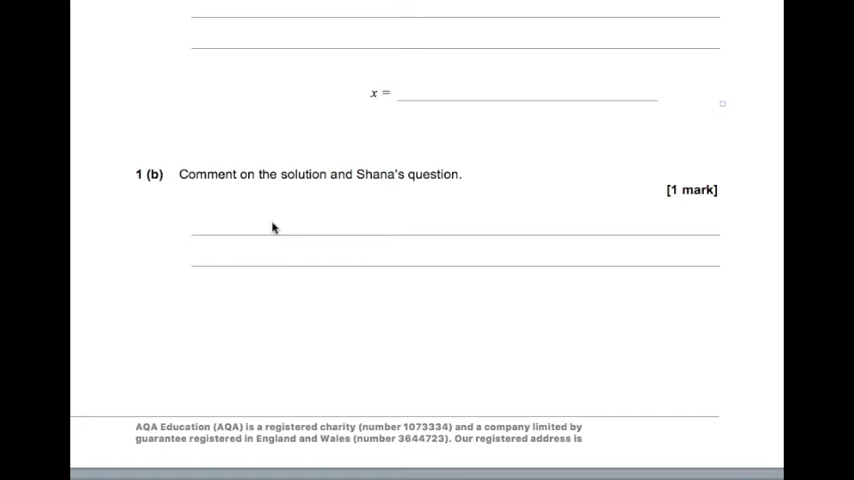 x =
1 (b) Comment on the solution and Shana's question.
[1 mark]
AQA Education (AQA) is a registered charity (number 1073334) and a company limited by
guarantee registered in England and Wales (number 3644723). Our registered address is